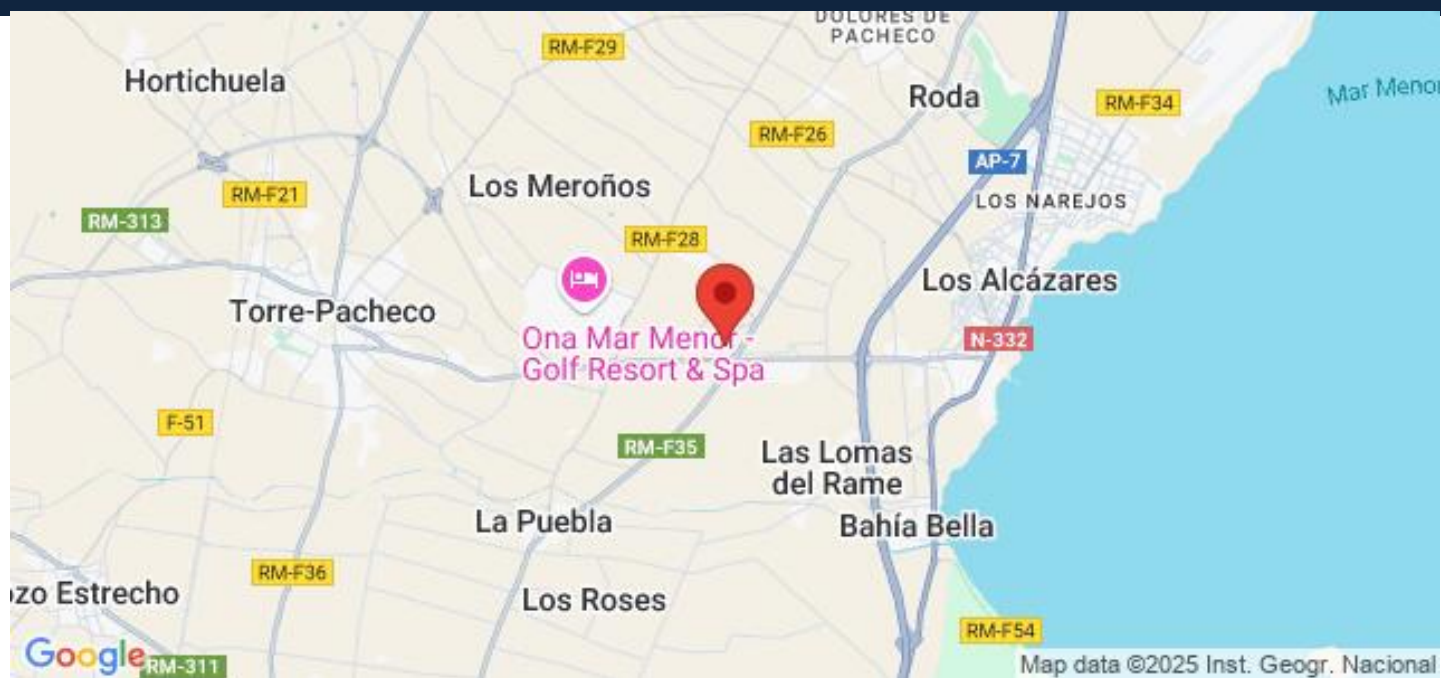 DOLORES DE
PACHECO
RM-F29
Hortichuela
Mar Menor
Roda
RM-F34
RM-F26
AP-7
Los Meroños
RM-F21
LOS NAREJOS
RM-313
RM-F28
Los Alcázares
Torre-Pacheco
Ona Mar Menor -
Golf Resort & Spa
N-332
F-51
RM-F35
Las Lomas
del Rame
La Puebla
Bahía Bella
RM-F36
ozo Estrecho
Los Roses
RM-F54
Google
RM-311
Map data ©2025 Inst. Geogr. Nacional